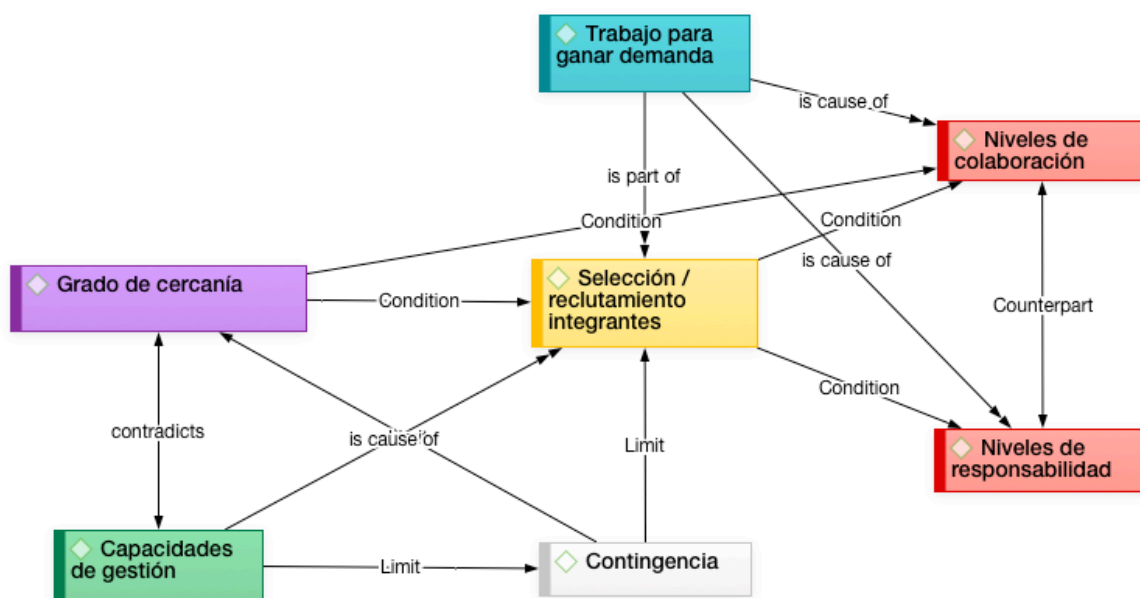 Trabajo para
ganar demanda
is cause of
Niveles de
colaboración
is part of
Condition
Condition
is cause of
Grado de cercanía
Selección /
reclutamiento
integrantes
Condition
Counterpart
Condition
contradicts
is cause of
Limit
Niveles de
responsabilidad
Capacidades
de gestión
Limit
Contingencia